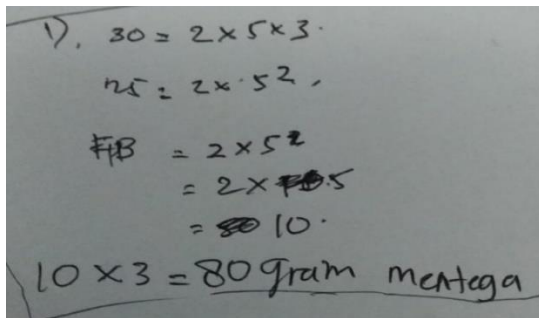 1). 30 = 2 x 5 x 3.
25 = 2 x 5²,
FPB = 2 x 5²
= 2 x 5
= 10.
10 x 3 = 80 gram mentega